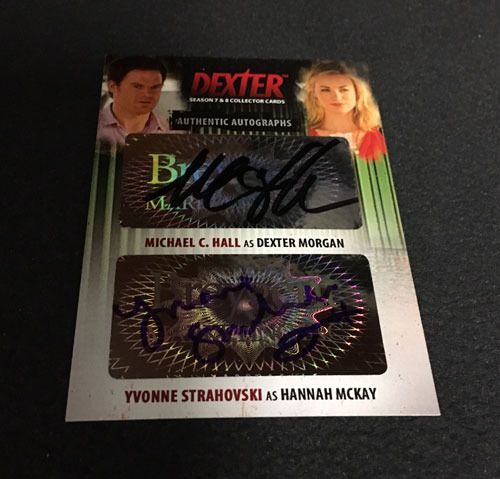 DEXTER
SEASON 7 & 8 COLLECTOR CARDS
AUTHENTIC AUTOGRAPHS
MICHAEL C. HALL AS DEXTER MORGAN
YVONNE STRAHOVSKI AS HANNAH MCKAY